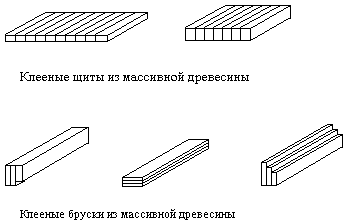 Клееные щиты из массивной древесины
Клееные бруски из массивной древесины